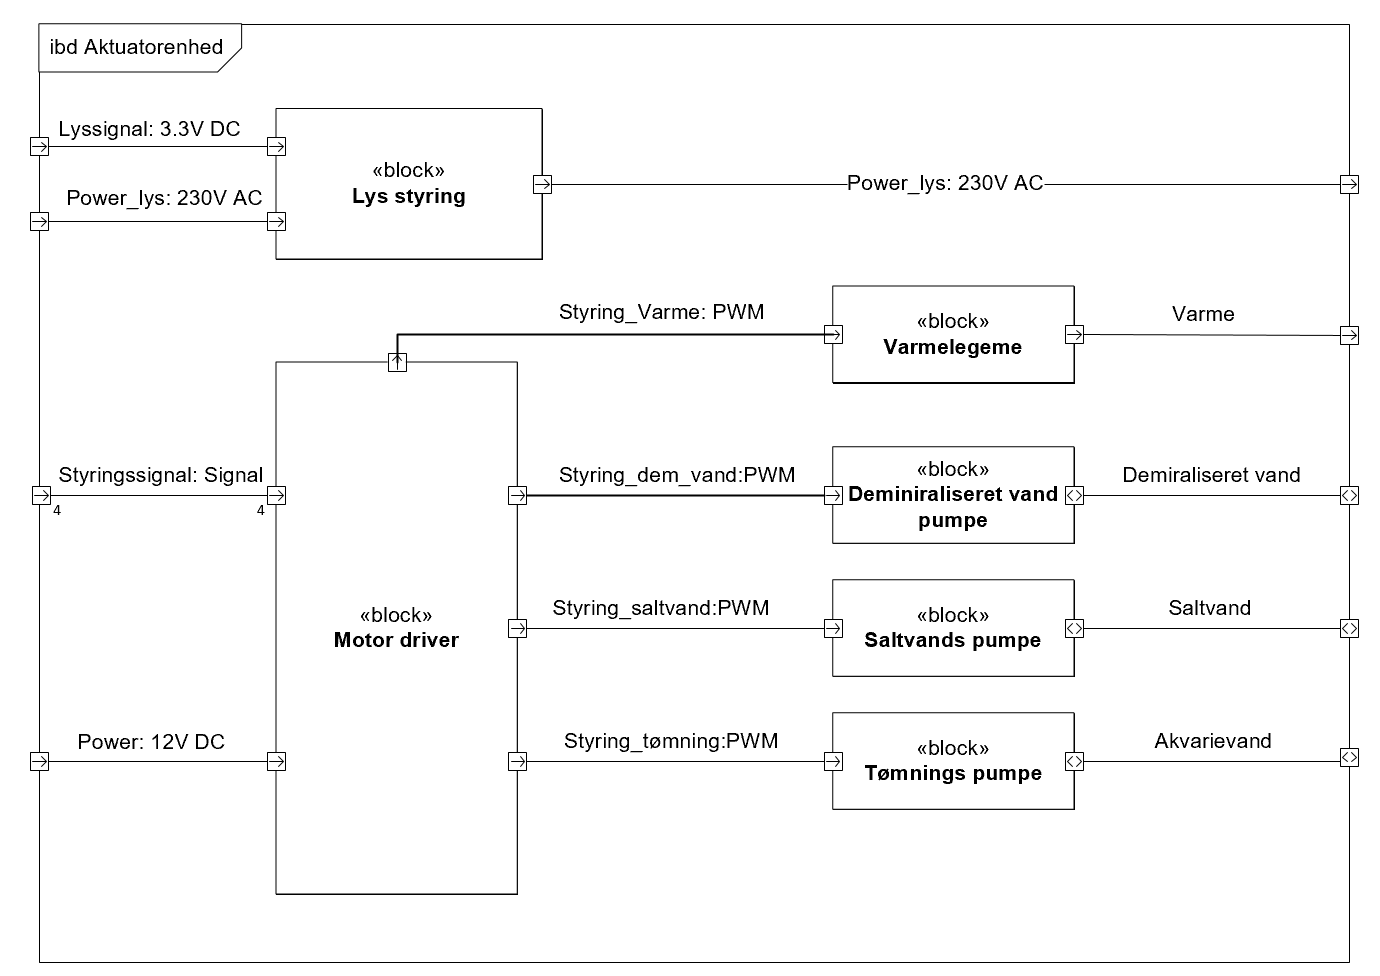 ibd Aktuatorenhed
Lyssignal: 3.3V DC
Power_lys: 230V AC
«block»
Lys styring
Power_lys: 230V AC
Styring_Varme: PWM
«block»
Varmelegeme
Varme
Styringssignal: Signal
4
4
«block»
Motor driver
Power: 12V DC
Styring_dem_vand:PWM
«block»
Deminiraliseret vand
pumpe
Demiraliseret vand
Styring_saltvand:PWM
«block»
Saltvands pumpe
Saltvand
Styring_tømning:PWM
«block»
Tømnings pumpe
Akvarievand